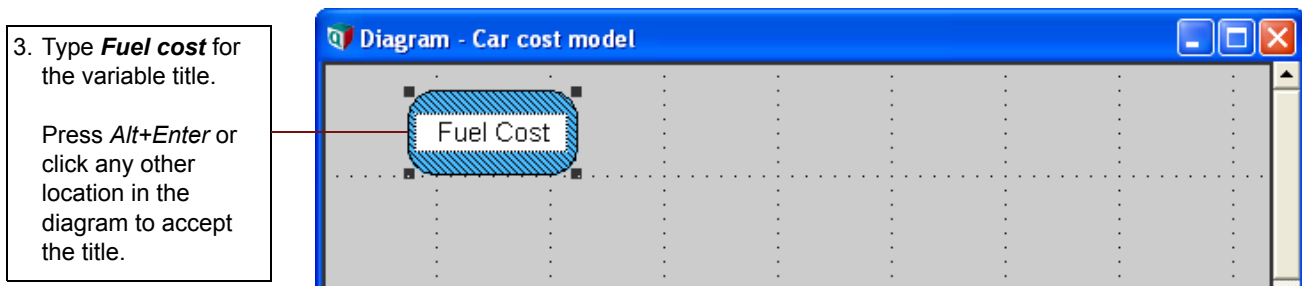 3. Type Fuel cost for
the variable title.
Press Alt+Enter or
click any other
location in the
diagram to accept
the title.
Diagram - Car cost model
Fuel Cost